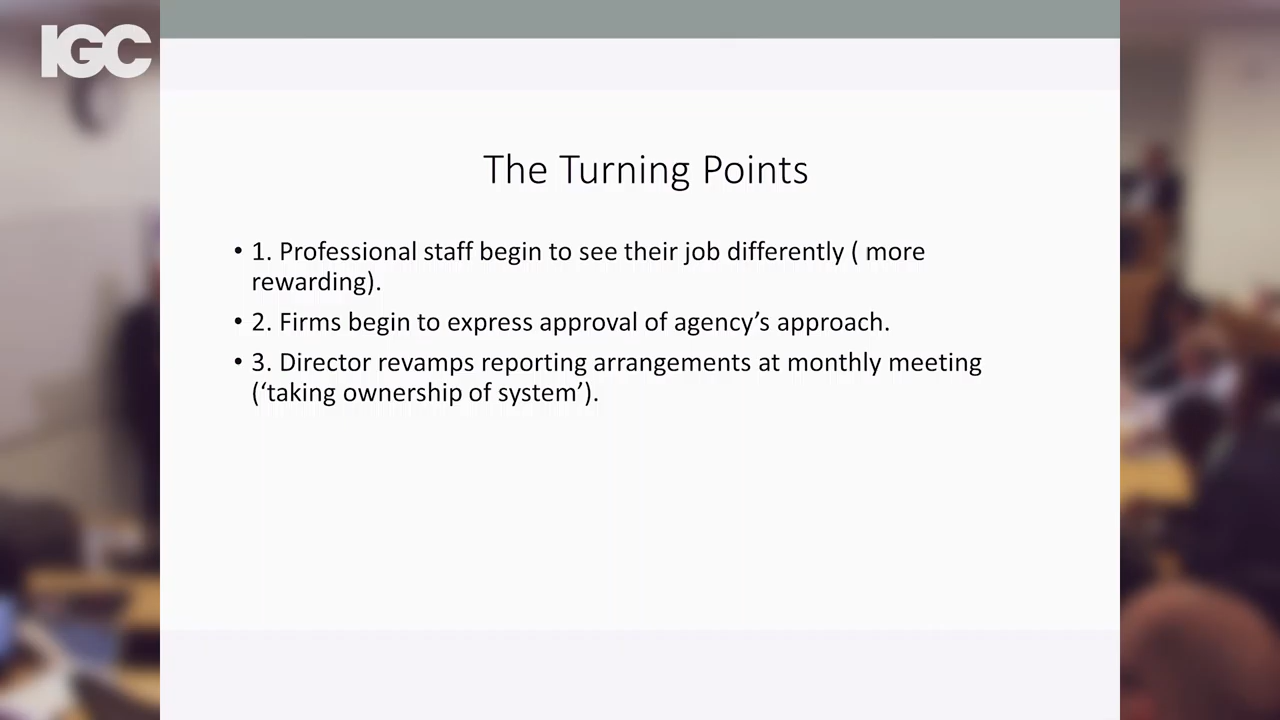 IGC
The Turning Points
• 1. Professional staff begin to see their job differently ( more
rewarding).
• 2. Firms begin to express approval of agency’s approach.
• 3. Director revamps reporting arrangements at monthly meeting
(‘taking ownership of system’).